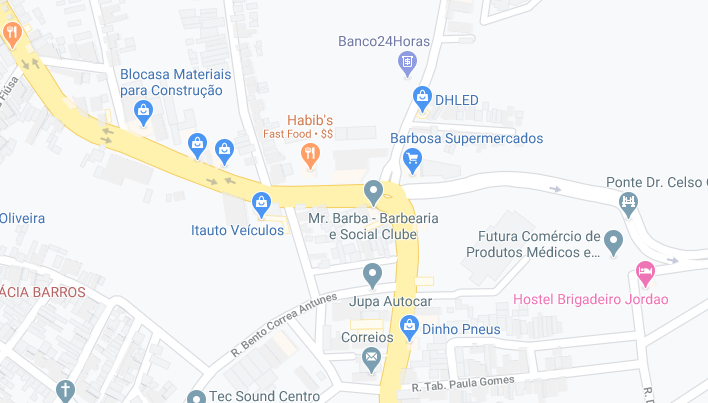 Banco24Horas
Blocasa Materiais
para Construção
DHLED
Fiúsa
Habib's
Fast Food • $$
Barbosa Supermercados
Ponte Dr. Celso
Oliveira
Mr. Barba - Barbearia
e Social Clube
Itauto Veículos
Futura Comércio de
Produtos Médicos e...
ÁCIA BARROS
Hostel Brigadeiro Jordao
Jupa Autocar
R. Bento Correa Antunes
Dinho Pneus
Correios
R. Tab. Paula Gomes
Tec Sound Centro
R.